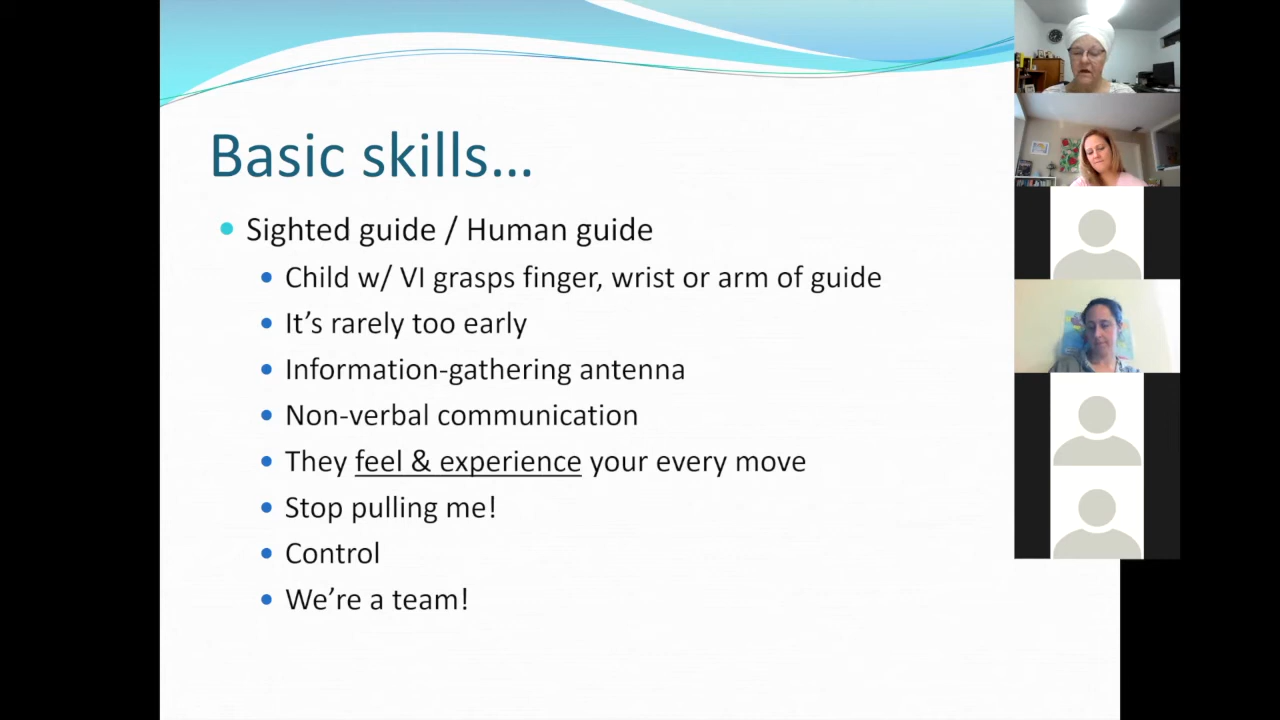 Basic skills…
Sighted guide / Human guide
Child w/ VI grasps finger, wrist or arm of guide
It’s rarely too early
Information-gathering antenna
Non-verbal communication
They feel & experience your every move
Stop pulling me!
Control
We’re a team!